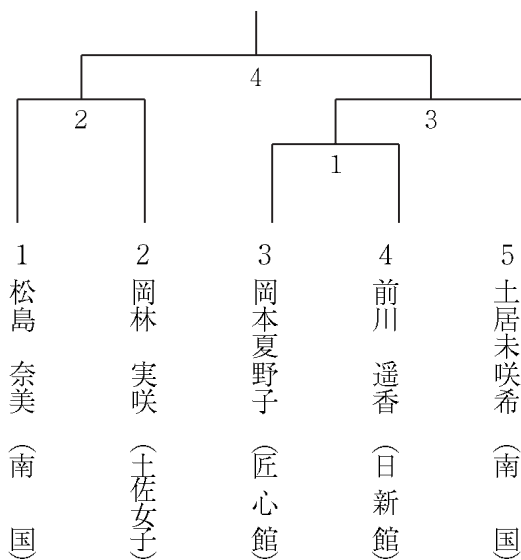 4
2
3
1
1 松島 奈美 (南 国)
2 岡林 実咲 (土佐女子)
3 岡本夏野子 (匠心館)
4 前川 遥香 (日新館)
5 土居未咲希 (南 国)